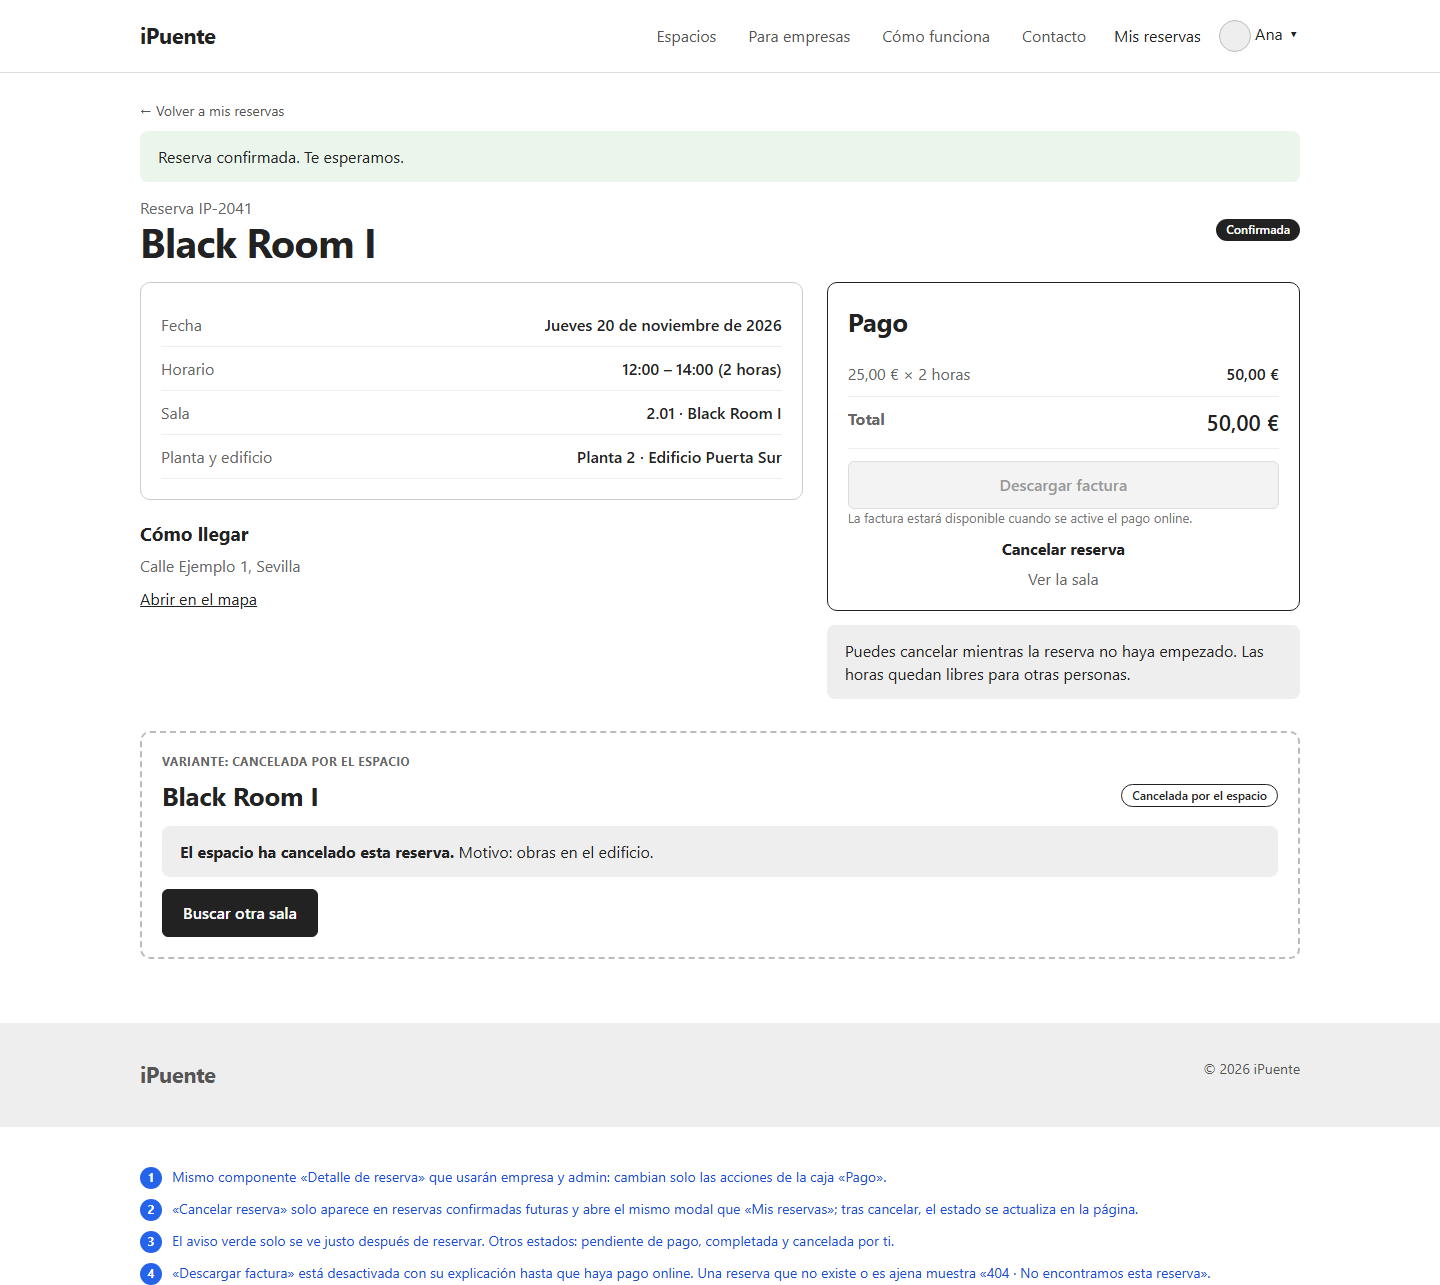 iPuente
Espacios
Para empresas
Cómo funciona
Contacto
Mis reservas
Ana ▼
← Volver a mis reservas
Reserva confirmada. Te esperamos.
Reserva IP-2041
Black Room I
Confirmada
Fecha
Jueves 20 de noviembre de 2026
Horario
12:00 – 14:00 (2 horas)
Sala
2.01 · Black Room I
Planta y edificio
Planta 2 · Edificio Puerta Sur
Cómo llegar
Calle Ejemplo 1, Sevilla
Abrir en el mapa
Pago
25,00 € × 2 horas
50,00 €
Total
50,00 €
Descargar factura
La factura estará disponible cuando se active el pago online.
Cancelar reserva
Ver la sala
Puedes cancelar mientras la reserva no haya empezado. Las
horas quedan libres para otras personas.
VARIANTE: CANCELADA POR EL ESPACIO
Black Room I
Cancelada por el espacio
El espacio ha cancelado esta reserva. Motivo: obras en el edificio.
Buscar otra sala
iPuente
© 2026 iPuente
1 Mismo componente «Detalle de reserva» que usarán empresa y admin: cambian solo las acciones de la caja «Pago».
2 «Cancelar reserva» solo aparece en reservas confirmadas futuras y abre el mismo modal que «Mis reservas»; tras cancelar, el estado se actualiza en la página.
3 El aviso verde solo se ve justo después de reservar. Otros estados: pendiente de pago, completada y cancelada por ti.
4 «Descargar factura» está desactivada con su explicación hasta que haya pago online. Una reserva que no existe o es ajena muestra «404 · No encontramos esta reserva».